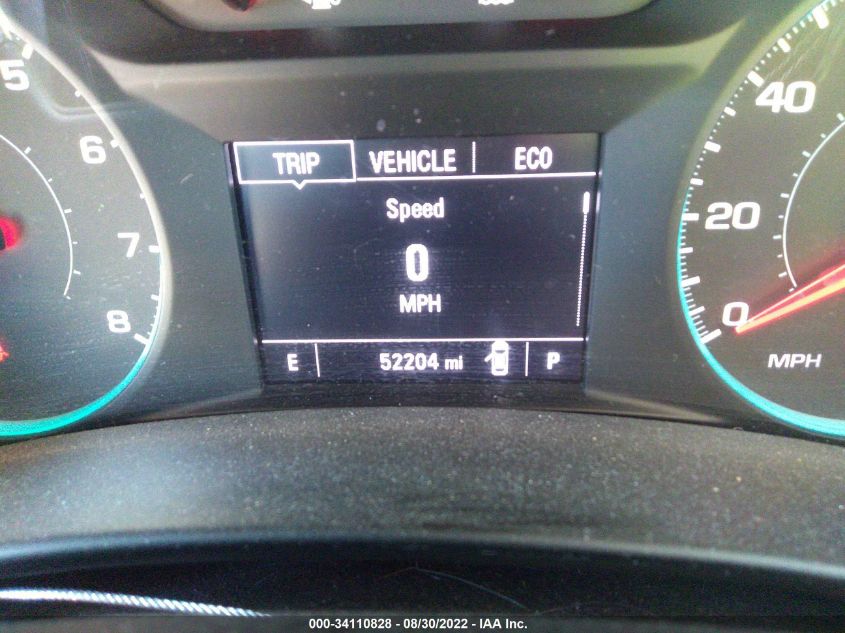 5
6
7
8
TRIP VEHICLE ECO
Speed
0
MPH
E 52204 mi P
40
20
0
MPH
000-34110828 - 08/30/2022 - IAA Inc.